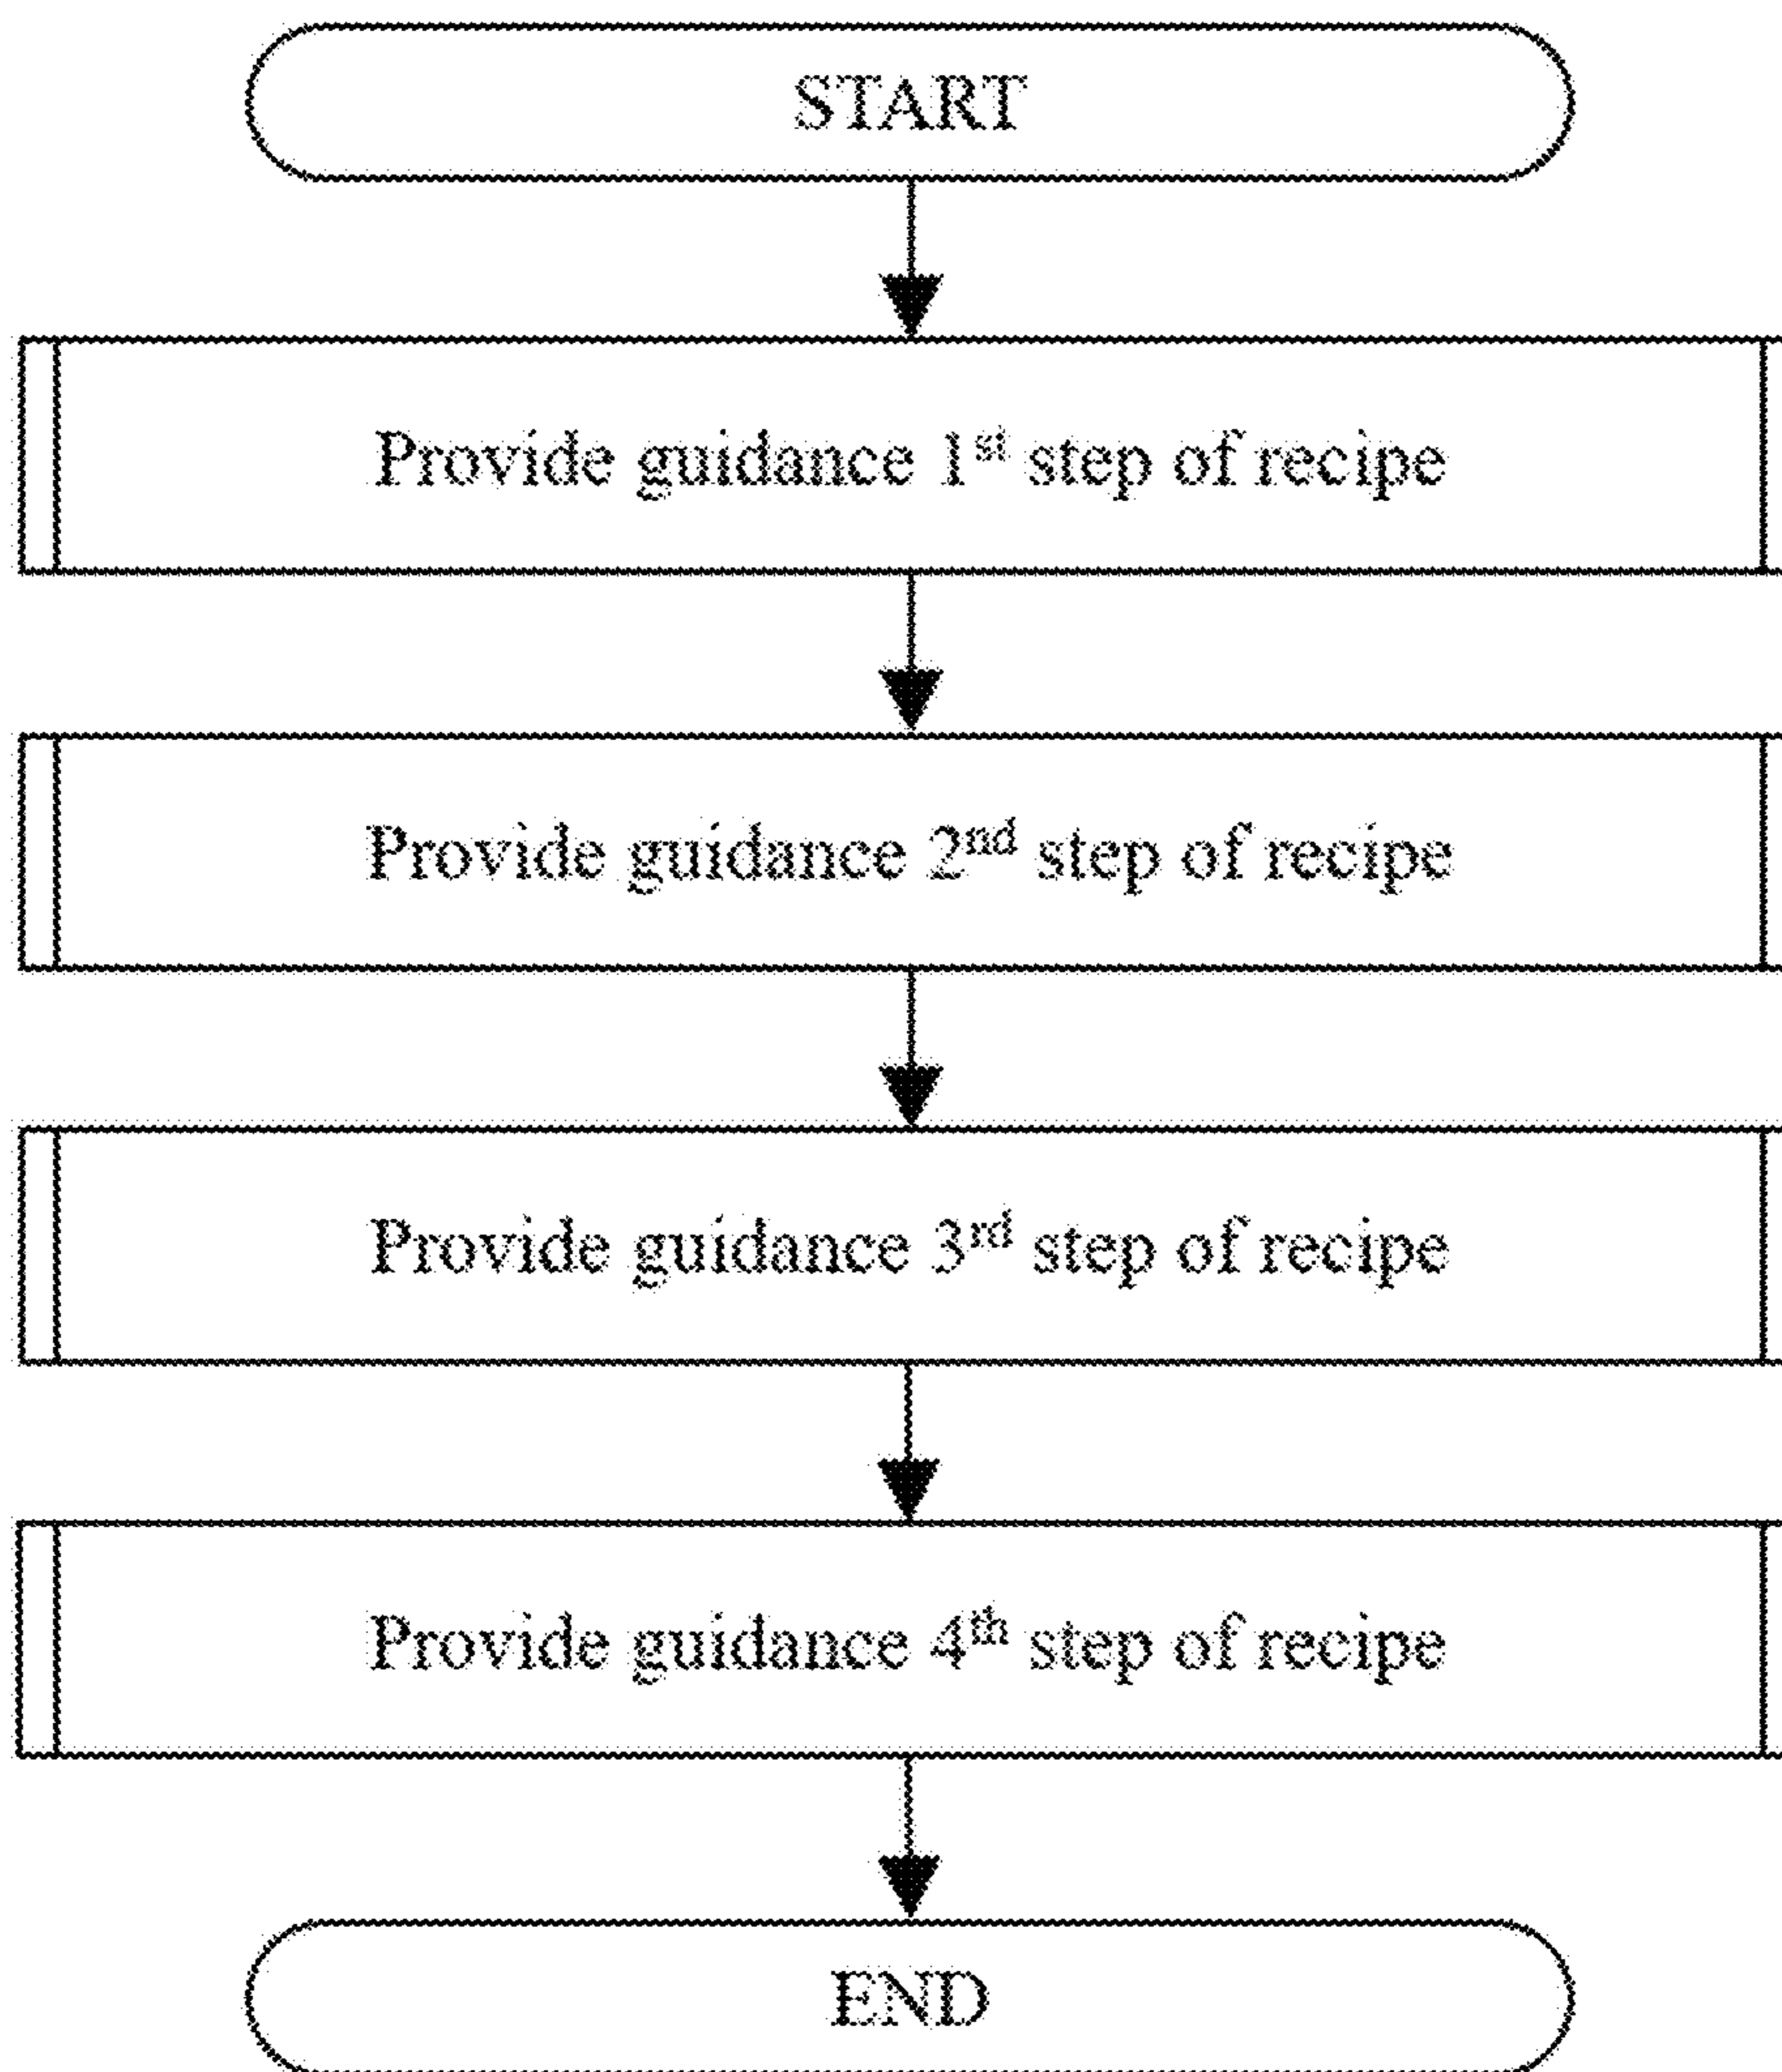 START
Provide guidance 1st step of recipe
Provide guidance 2nd step of recipe
Provide guidance 3rd step of recipe
Provide guidance 4th step of recipe
END